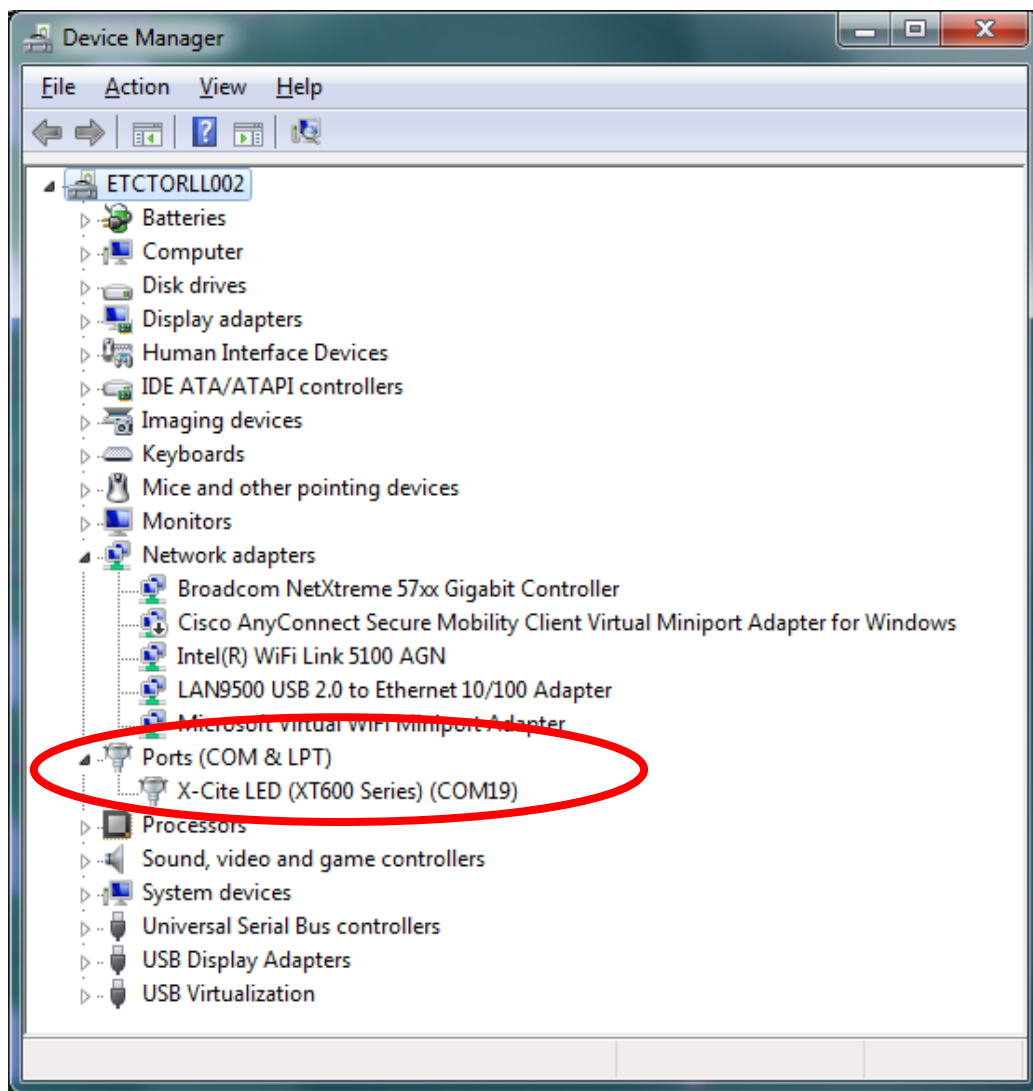 Device Manager
File Action View Help
ETCTORLL002
Batteries
Computer
Disk drives
Display adapters
Human Interface Devices
IDE ATA/ATAPI controllers
Imaging devices
Keyboards
Mice and other pointing devices
Monitors
Network adapters
Broadcom NetXtreme 57xx Gigabit Controller
Cisco AnyConnect Secure Mobility Client Virtual Miniport Adapter for Windows
Intel(R) WiFi Link 5100 AGN
LAN9500 USB 2.0 to Ethernet 10/100 Adapter
Microsoft Virtual WiFi Miniport Adapter
Ports (COM & LPT)
X-Cite LED (XT600 Series) (COM19)
Processors
Sound, video and game controllers
System devices
Universal Serial Bus controllers
USB Display Adapters
USB Virtualization